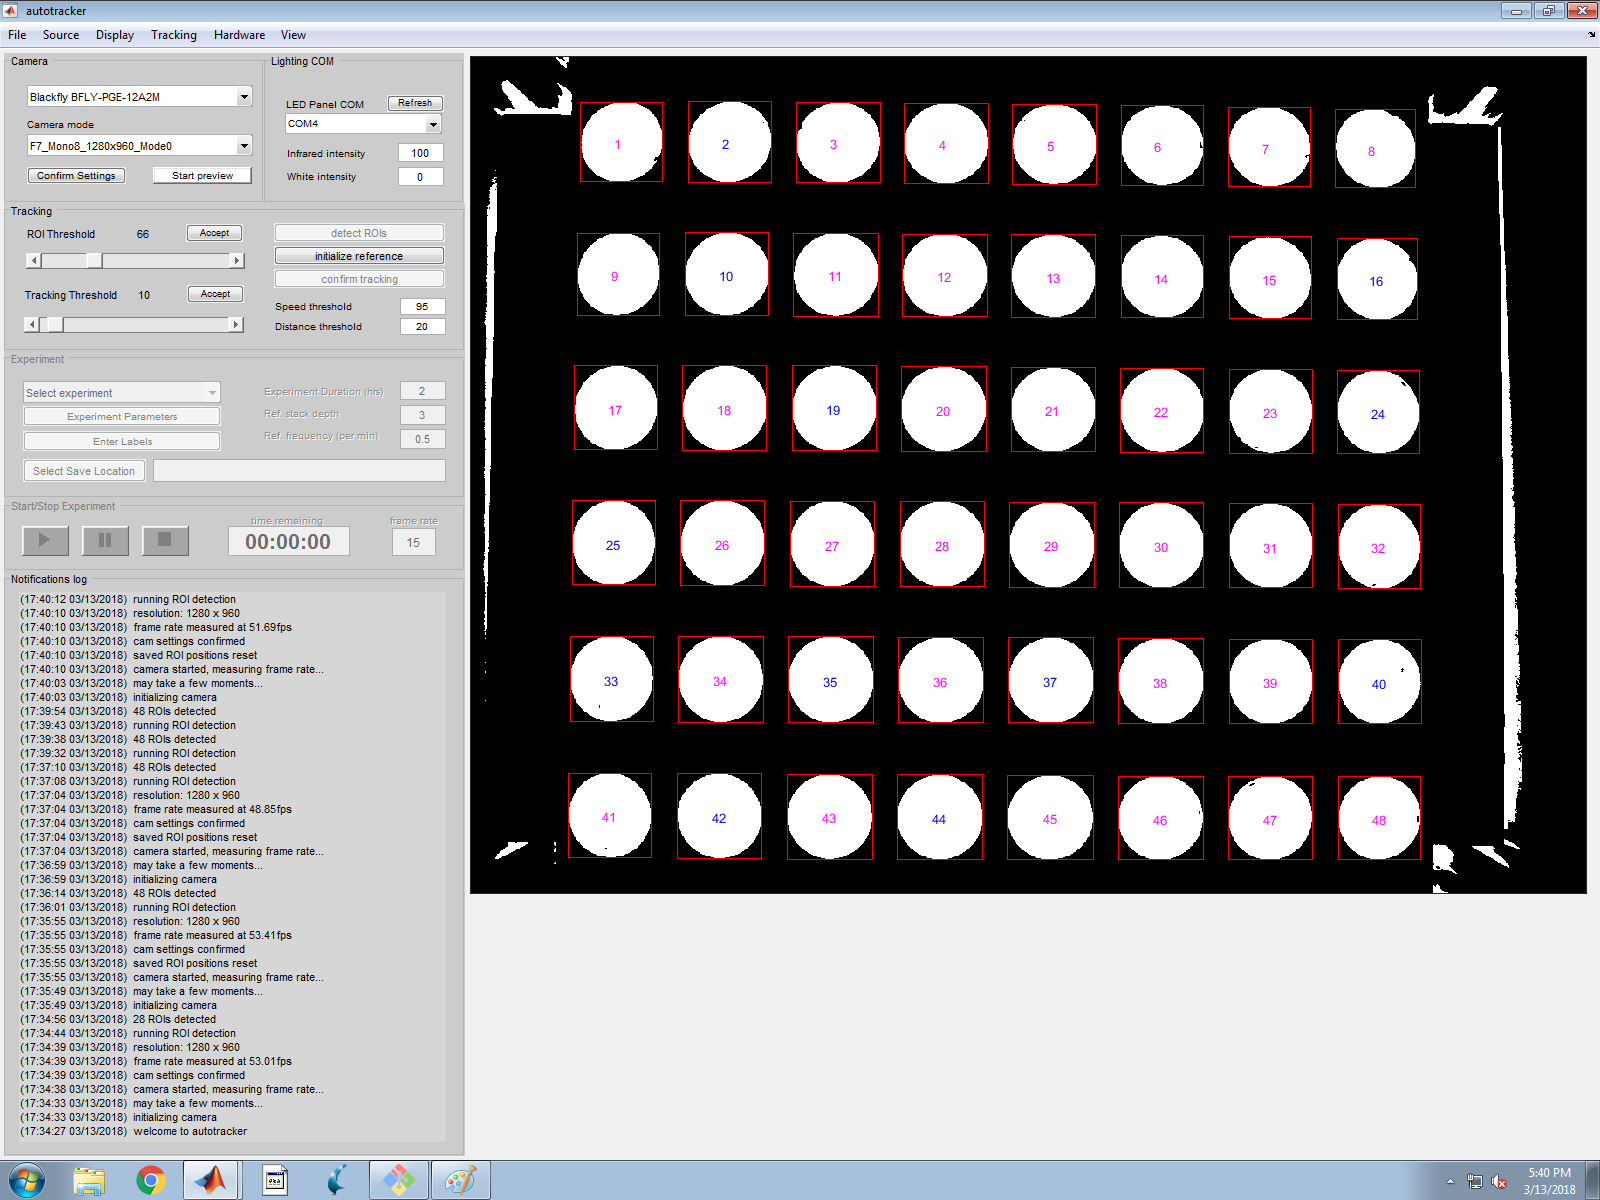 autotracker
File Source Display Tracking Hardware View
Camera
Blackfly BFLY-PGE-12A2M
Camera mode
F7_Mono8_1280x960_Mode0
Confirm Settings Start preview
Lighting COM
LED Panel COM Refresh
COM4
Infrared intensity 100
White intensity 0
Tracking
ROI Threshold 66 Accept
Tracking Threshold 10 Accept
detect ROIs
initialize reference
confirm tracking
Speed threshold 95
Distance threshold 20
Experiment
Select experiment
Experiment Parameters
Enter Labels
Experiment Duration (hrs) 2
Ref. stack depth 3
Ref. frequency (per min) 0.5
Select Save Location
Start/Stop Experiment
time remaining
00:00:00
frame rate
15
Notifications log
(17:40:12 03/13/2018) running ROI detection
(17:40:10 03/13/2018) resolution: 1280 x 960
(17:40:10 03/13/2018) frame rate measured at 51.69fps
(17:40:10 03/13/2018) cam settings confirmed
(17:40:10 03/13/2018) saved ROI positions reset
(17:40:10 03/13/2018) camera started, measuring frame rate...
(17:40:03 03/13/2018) may take a few moments...
(17:40:03 03/13/2018) initializing camera
(17:39:54 03/13/2018) 48 ROIs detected
(17:39:43 03/13/2018) running ROI detection
(17:39:38 03/13/2018) 48 ROIs detected
(17:39:32 03/13/2018) running ROI detection
(17:37:10 03/13/2018) 48 ROIs detected
(17:37:08 03/13/2018) running ROI detection
(17:37:04 03/13/2018) resolution: 1280 x 960
(17:37:04 03/13/2018) frame rate measured at 48.85fps
(17:37:04 03/13/2018) cam settings confirmed
(17:37:04 03/13/2018) saved ROI positions reset
(17:37:04 03/13/2018) camera started, measuring frame rate...
(17:36:59 03/13/2018) may take a few moments...
(17:36:59 03/13/2018) initializing camera
(17:36:14 03/13/2018) 48 ROIs detected
(17:36:01 03/13/2018) running ROI detection
(17:35:55 03/13/2018) resolution: 1280 x 960
(17:35:55 03/13/2018) frame rate measured at 53.41fps
(17:35:55 03/13/2018) cam settings confirmed
(17:35:55 03/13/2018) saved ROI positions reset
(17:35:55 03/13/2018) camera started, measuring frame rate...
(17:35:49 03/13/2018) may take a few moments...
(17:35:49 03/13/2018) initializing camera
(17:34:56 03/13/2018) 28 ROIs detected
(17:34:44 03/13/2018) running ROI detection
(17:34:39 03/13/2018) resolution: 1280 x 960
(17:34:39 03/13/2018) frame rate measured at 53.01fps
(17:34:39 03/13/2018) cam settings confirmed
(17:34:38 03/13/2018) camera started, measuring frame rate...
(17:34:33 03/13/2018) may take a few moments...
(17:34:33 03/13/2018) initializing camera
(17:34:27 03/13/2018) welcome to autotracker
1 2 3 4 5 6 7 8
9 10 11 12 13 14 15 16
17 18 19 20 21 22 23 24
25 26 27 28 29 30 31 32
33 34 35 36 37 38 39 40
41 42 43 44 45 46 47 48
5:40 PM
3/13/2018